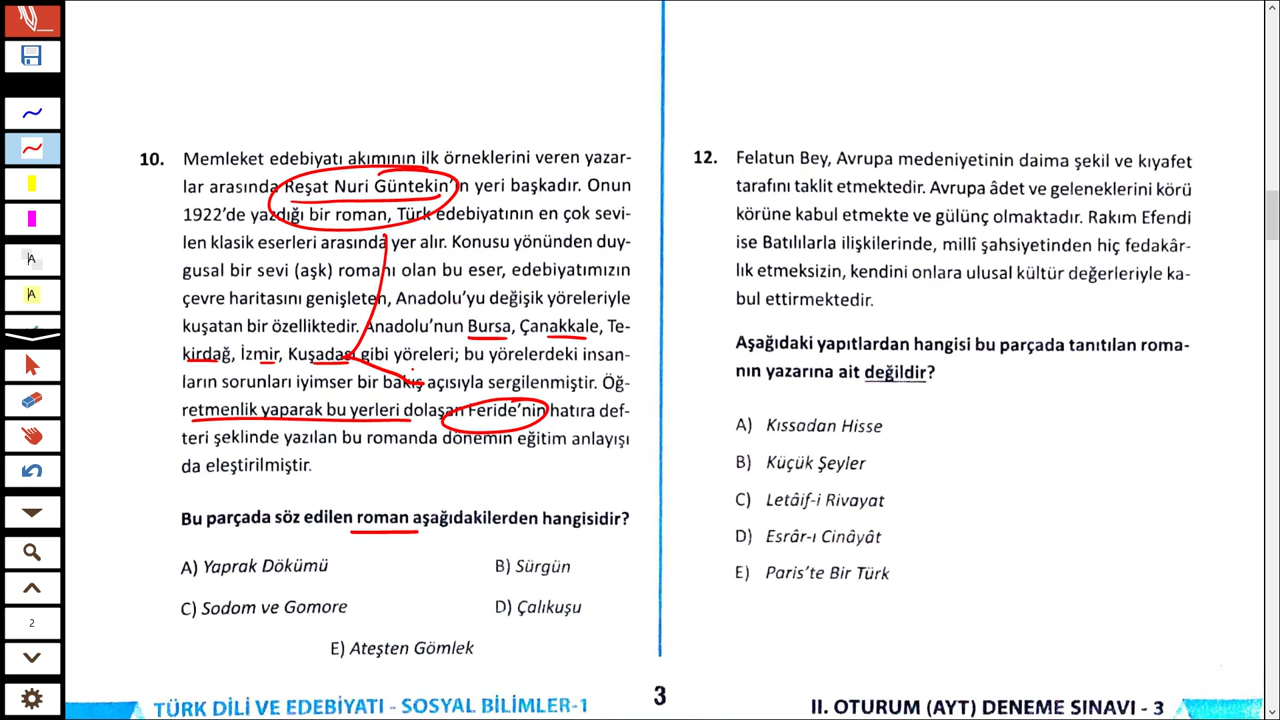 10. Memleket edebiyatı akımının ilk örneklerini veren yazar-
lar arasında Reşat Nuri Güntekin'in yeri başkadır. Onun
1922'de yazdığı bir roman, Türk edebiyatının en çok sevi-
len klasik eserleri arasında yer alır. Konusu yönünden duy-
gusal bir sevi (aşk) romanı olan bu eser, edebiyatımızın
çevre haritasını genişleten, Anadolu'yu değişik yöreleriyle
kuşatan bir özelliktedir. Anadolu'nun Bursa, Çanakkale, Te-
kirdağ, İzmir, Kuşadası gibi yöreleri; bu yörelerdeki insan-
ların sorunları iyimser bir bakış açısıyla sergilenmiştir. Öğ-
retmenlik yaparak bu yerleri dolaşan Feride'nin hatıra def-
teri şeklinde yazılan bu romanda dönemin eğitim anlayışı
da eleştirilmiştir.
Bu parçada söz edilen roman aşağıdakilerden hangisidir?
A) Yaprak Dökümü
B) Sürgün
C) Sodom ve Gomore
D) Çalıkuşu
E) Ateşten Gömlek
12. Felatun Bey, Avrupa medeniyetinin daima şekil ve kıyafet
tarafını taklit etmektedir. Avrupa âdet ve geleneklerini körü
körüne kabul etmekte ve gülünç olmaktadır. Rakım Efendi
ise Batılılarla ilişkilerinde, millî şahsiyetinden hiç fedakâr-
lık etmeksizin, kendini onlara ulusal kültür değerleriyle ka-
bul ettirmektedir.
Aşağıdaki yapıtlardan hangisi bu parçada tanıtılan roma-
nın yazarına ait değildir?
A) Kıssadan Hisse
B) Küçük Şeyler
C) Letâif-i Rivayat
D) Esrâr-ı Cinâyât
E) Paris'te Bir Türk
A
A
2
TÜRK DİLİ VE EDEBİYATI - SOSYAL BİLİMLER-1
3
II. OTURUM (AYT) DENEME SINAVI - 3